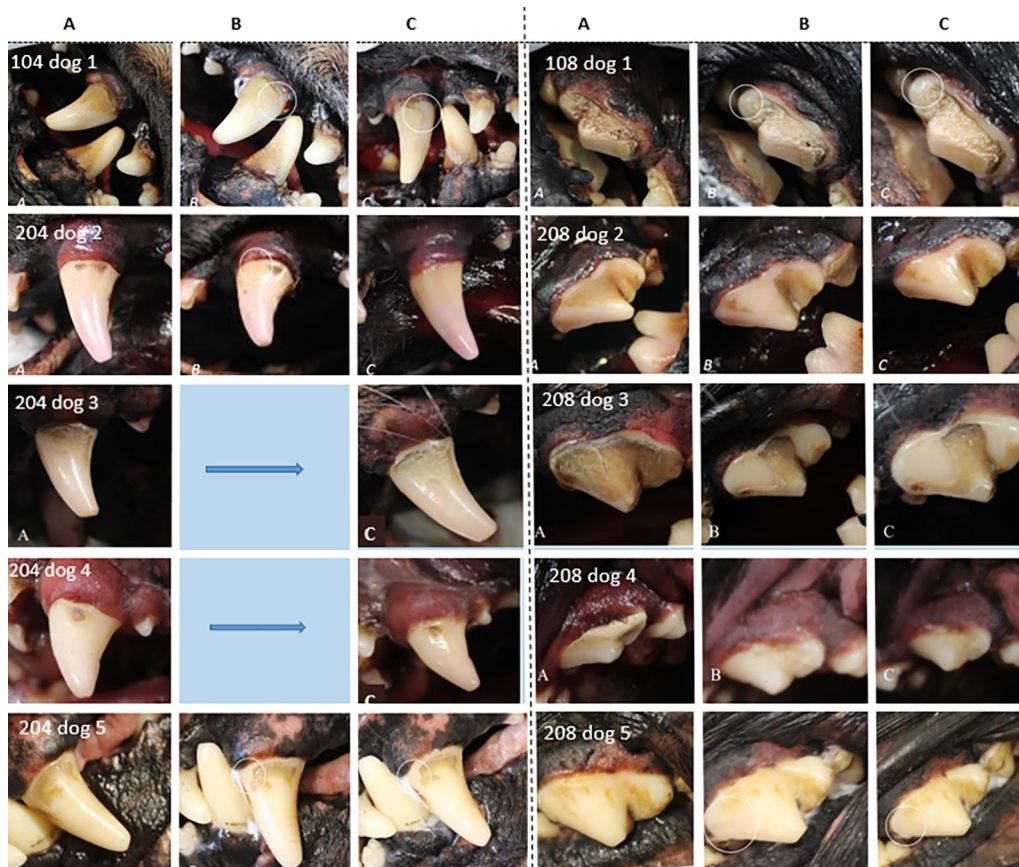 A B C A B C
104 dog 1 108 dog 1
A B C A B C
204 dog 2 208 dog 2
A B C A B C
204 dog 3 208 dog 3
A C A B C
204 dog 4 208 dog 4
C A B C
204 dog 5 208 dog 5